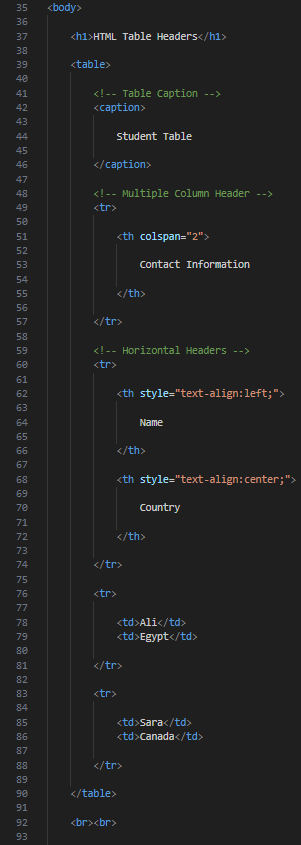 35 <body>
36
37 <h1>HTML Table Headers</h1>
38
39 <table>
40
41 <!-- Table Caption -->
42 <caption>
43
44 Student Table
45
46 </caption>
47
48 <!-- Multiple Column Header -->
49 <tr>
50
51 <th colspan="2">
52
53 Contact Information
54
55 </th>
56
57 </tr>
58
59 <!-- Horizontal Headers -->
60 <tr>
61
62 <th style="text-align:left;">
63
64 Name
65
66 </th>
67
68 <th style="text-align:center;">
69
70 Country
71
72 </th>
73
74 </tr>
75
76 <tr>
77
78 <td>Ali</td>
79 <td>Egypt</td>
80
81 </tr>
82
83 <tr>
84
85 <td>Sara</td>
86 <td>Canada</td>
87
88 </tr>
89
90 </table>
91
92 <br><br>
93